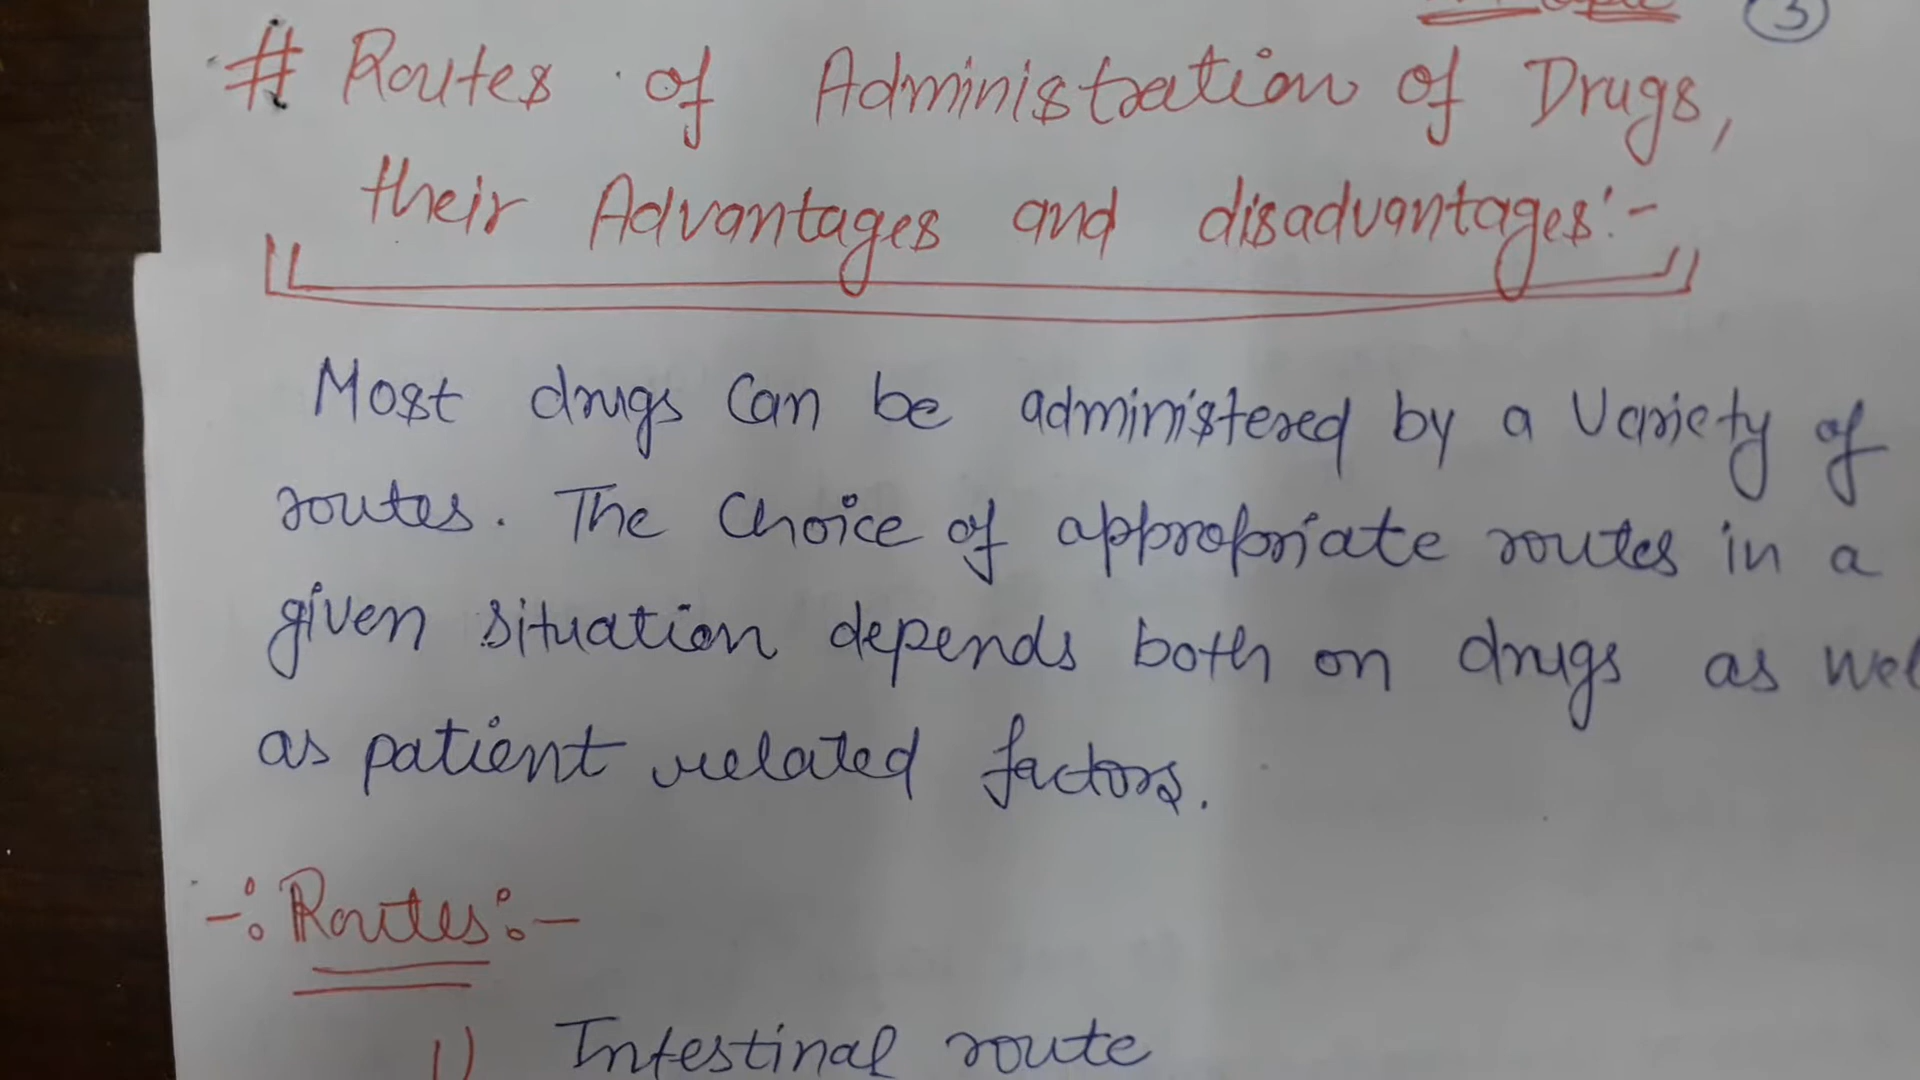 3
# Routes of Administration of Drugs,
their Advantages and disadvantages:-
Most drugs can be administered by a variety of
routes. The choice of appropriate routes in a
given situation depends both on drugs as wel
as patient related factors.
-:Routes:-
1) Intestinal route